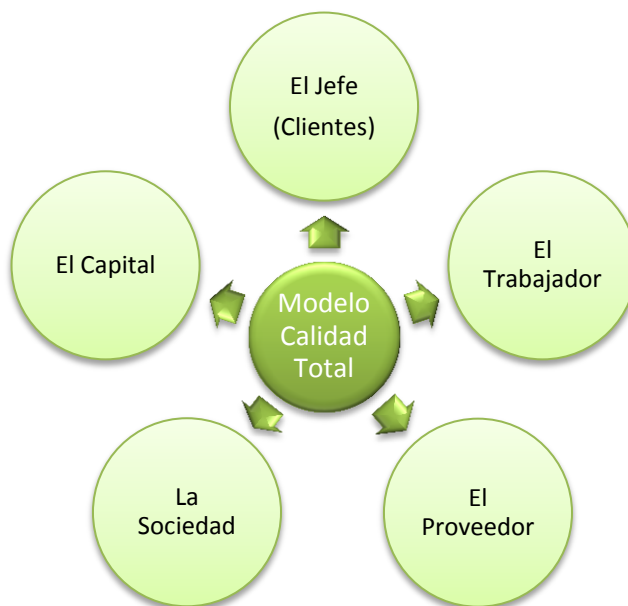 El Jefe
(Clientes)
El
Trabajador
El
Proveedor
La
Sociedad
El Capital
Modelo
Calidad
Total